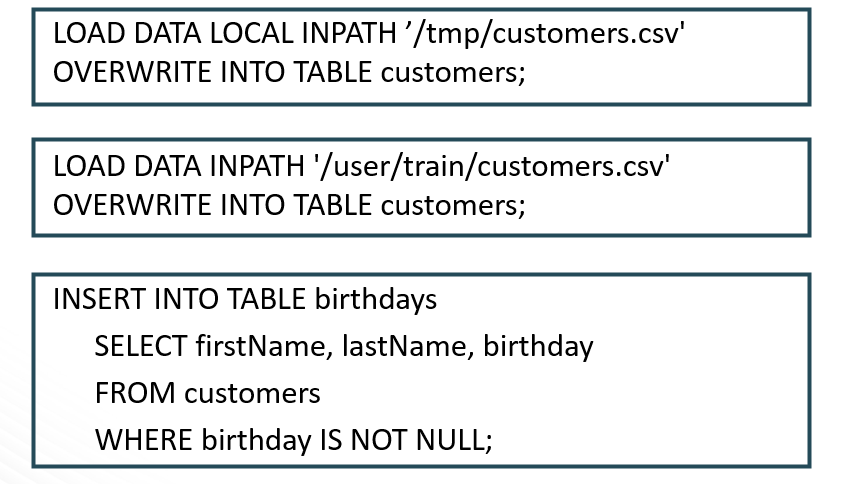 LOAD DATA LOCAL INPATH ’/tmp/customers.csv'
OVERWRITE INTO TABLE customers;
LOAD DATA INPATH '/user/train/customers.csv'
OVERWRITE INTO TABLE customers;
INSERT INTO TABLE birthdays
SELECT firstName, lastName, birthday
FROM customers
WHERE birthday IS NOT NULL;